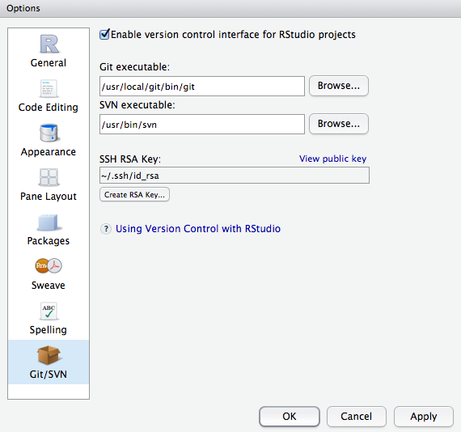 Options
General
Code Editing
Appearance
Pane Layout
Packages
Sweave
Spelling
Git/SVN
Enable version control interface for RStudio projects
Git executable:
/usr/local/git/bin/git
Browse...
SVN executable:
/usr/bin/svn
Browse...
SSH RSA Key:
View public key
~/.ssh/id_rsa
Create RSA Key...
? Using Version Control with RStudio
OK
Cancel
Apply
R
ABC